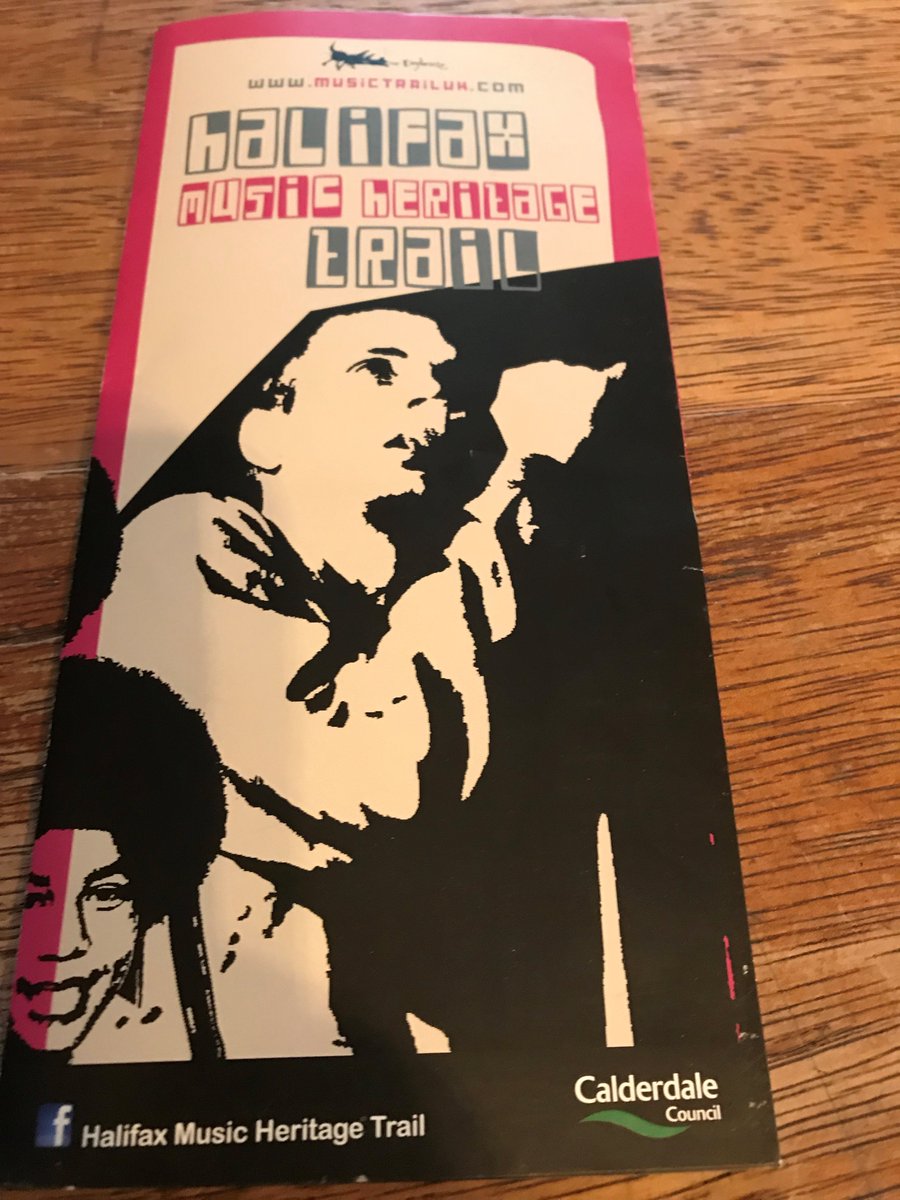 www.musictrailuk.com
HALIFAX
MUSIC HERITAGE
TRAIL
f Halifax Music Heritage Trail
Calderdale
Council